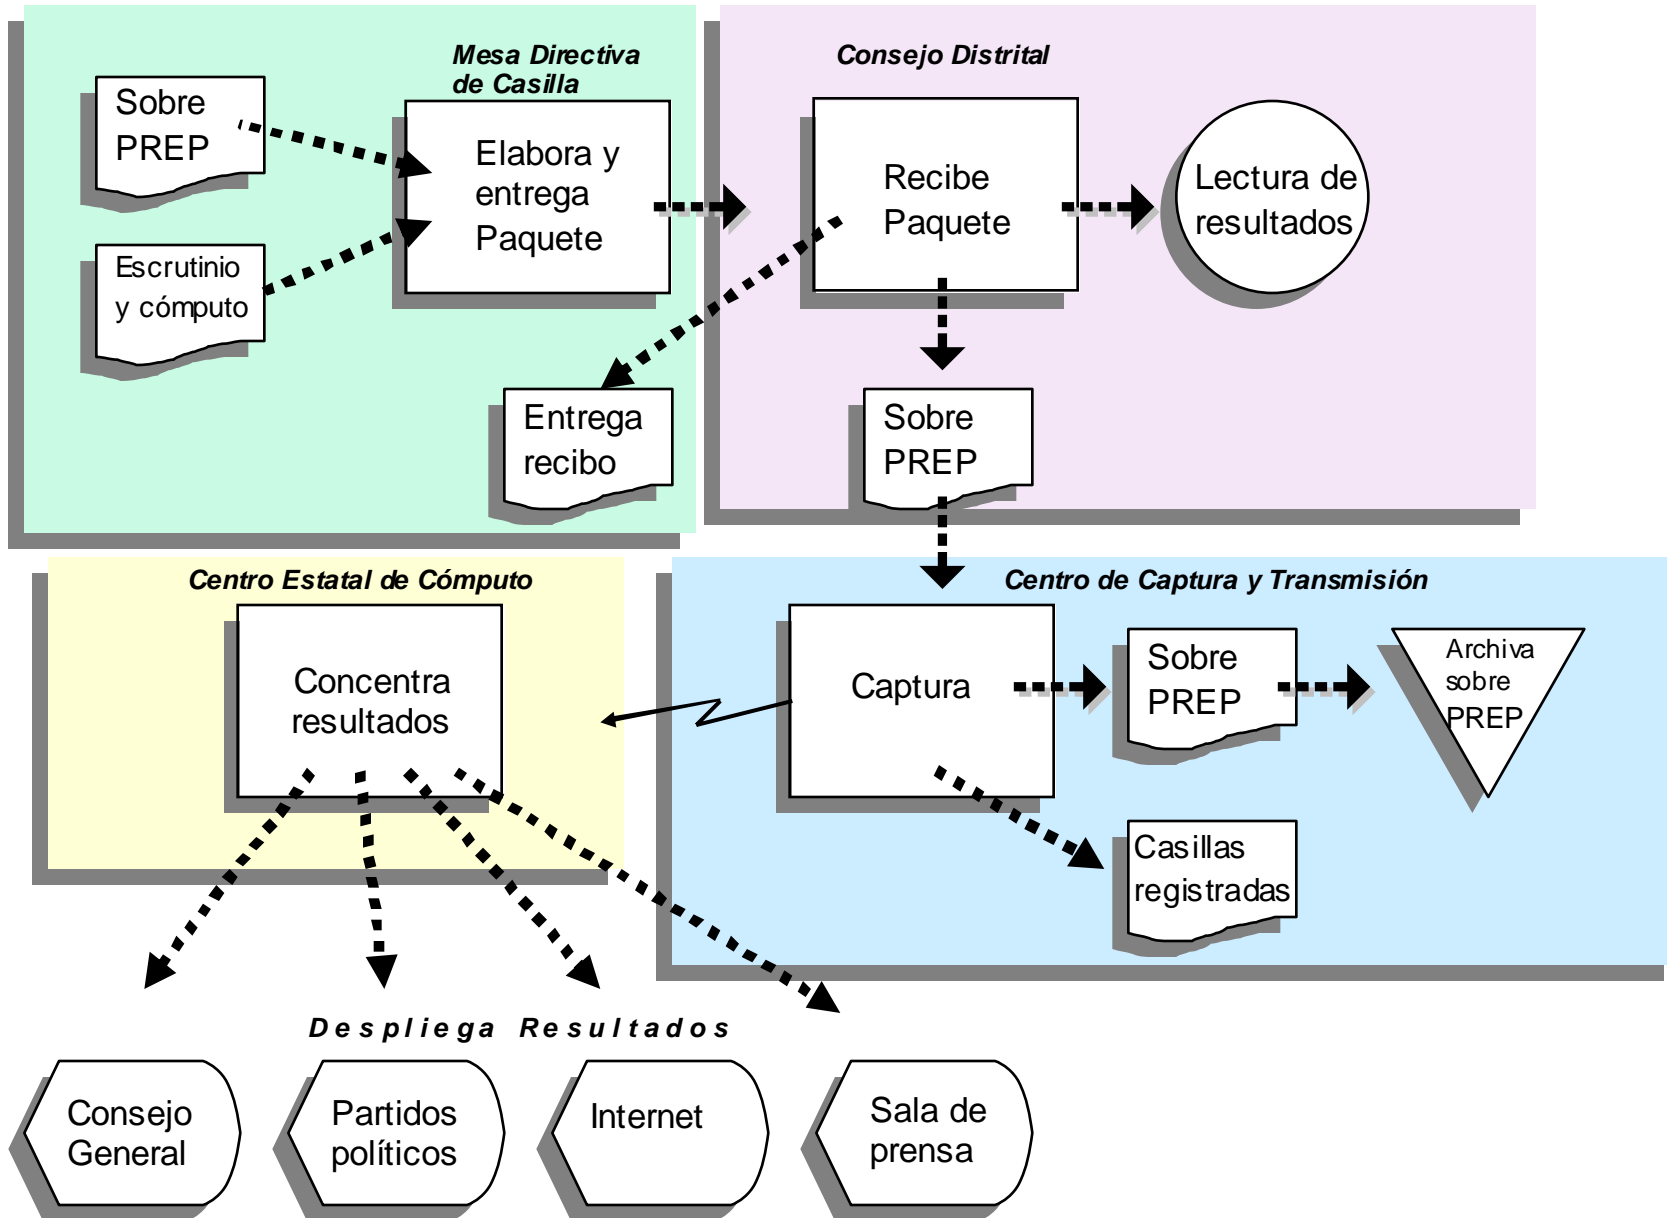 Mesa Directiva
de Casilla
Sobre
PREP
Elabora y
entrega
Paquete
Escrutinio
y cómputo
Entrega
recibo
Consejo Distrital
Recibe
Paquete
Lectura de
resultados
Sobre
PREP
Centro Estatal de Cómputo
Concentra
resultados
Centro de Captura y Transmisión
Captura
Sobre
PREP
Archiva
sobre
PREP
Casillas
registradas
Despliega Resultados
Consejo
General
Partidos
políticos
Internet
Sala de
prensa